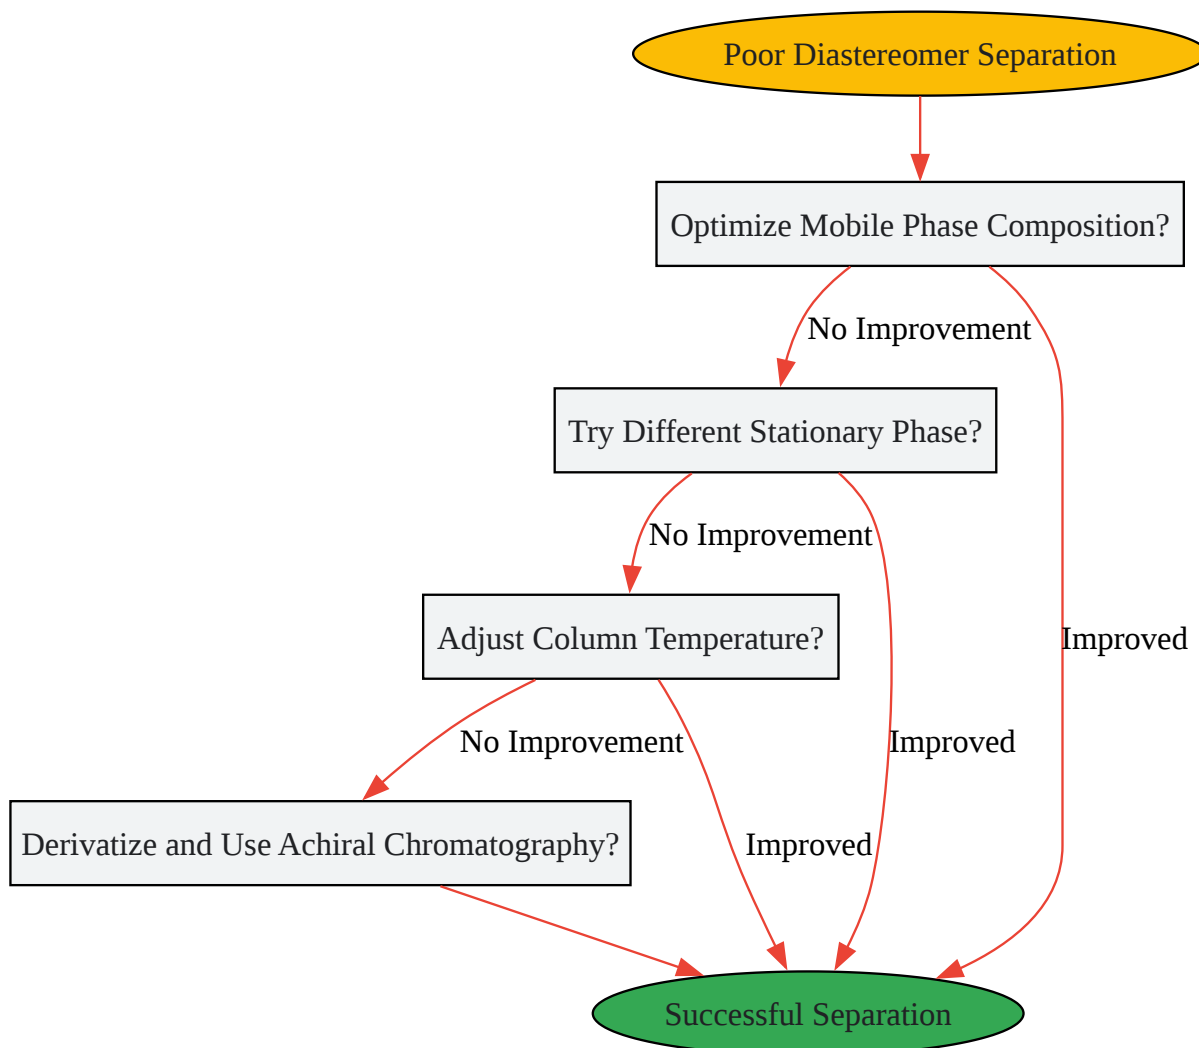 Poor Diastereomer Separation
Optimize Mobile Phase Composition?
No Improvement
Try Different Stationary Phase?
No Improvement
Adjust Column Temperature?
Improved
No Improvement
Improved
Derivatize and Use Achiral Chromatography?
Improved
Successful Separation